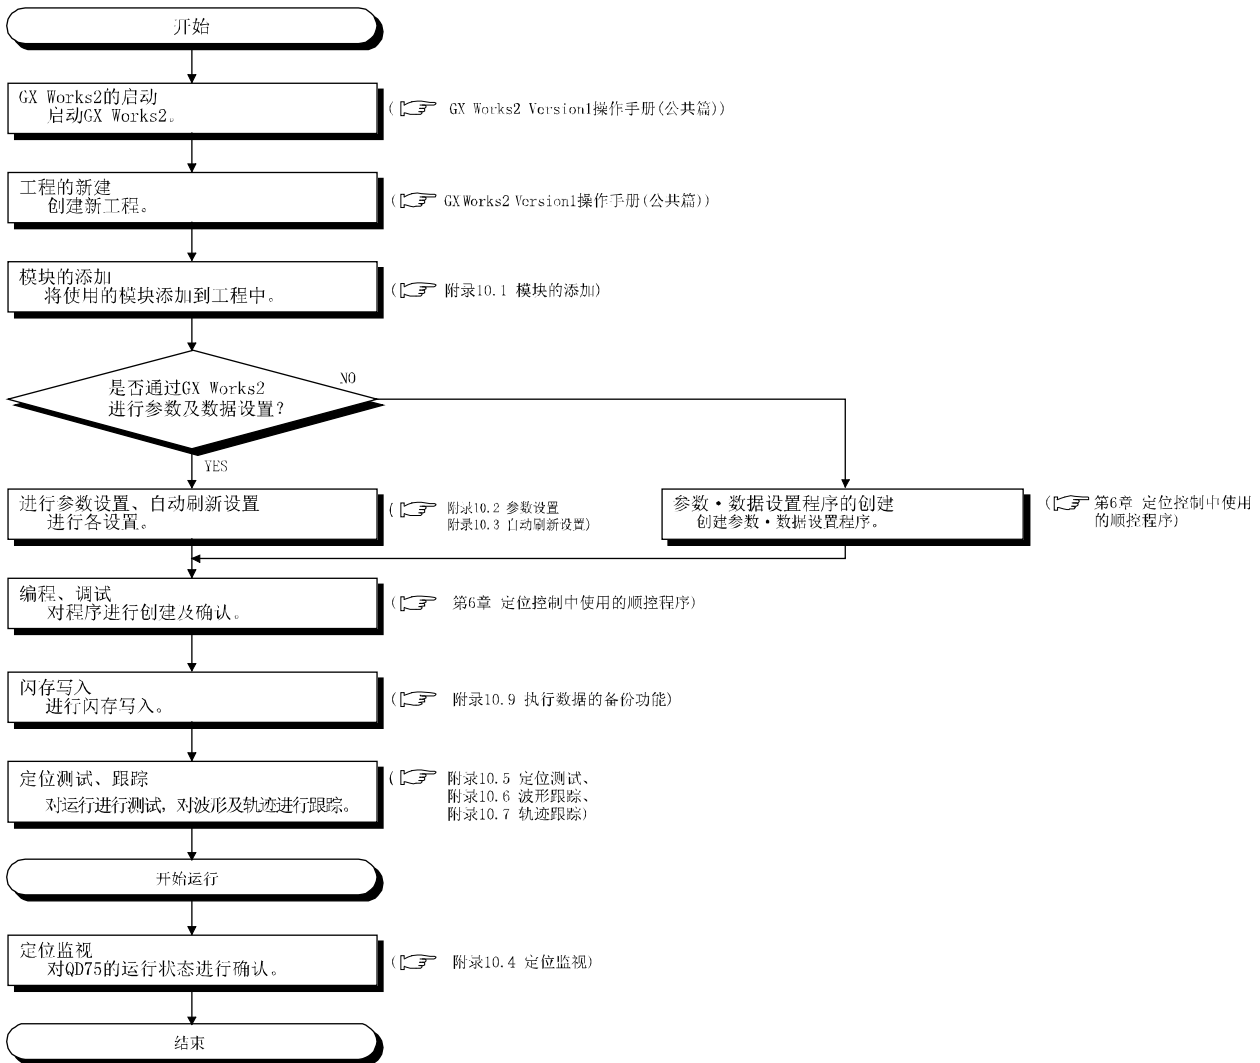 开始
GX Works2的启动
启动GX Works2。
(☞ GX Works2 Version1操作手册(公共篇))
工程的新建
创建新工程。
(☞ GX Works2 Version1操作手册(公共篇))
模块的添加
将使用的模块添加到工程中。
(☞ 附录10.1 模块的添加)
是否通过GX Works2
进行参数及数据设置?
NO
YES
进行参数设置、自动刷新设置
进行各设置。
(☞ 附录10.2 参数设置
附录10.3 自动刷新设置)
参数·数据设置程序的创建
创建参数·数据设置程序。
(☞ 第6章 定位控制中使用
的顺控程序)
编程、调试
对程序进行创建及确认。
(☞ 第6章 定位控制中使用的顺控程序)
闪存写入
进行闪存写入。
(☞ 附录10.9 执行数据的备份功能)
定位测试、跟踪
对运行进行测试, 对波形及轨迹进行跟踪。
(☞ 附录10.5 定位测试、
附录10.6 波形跟踪、
附录10.7 轨迹跟踪)
开始运行
定位监视
对QD75的运行状态进行确认。
(☞ 附录10.4 定位监视)
结束